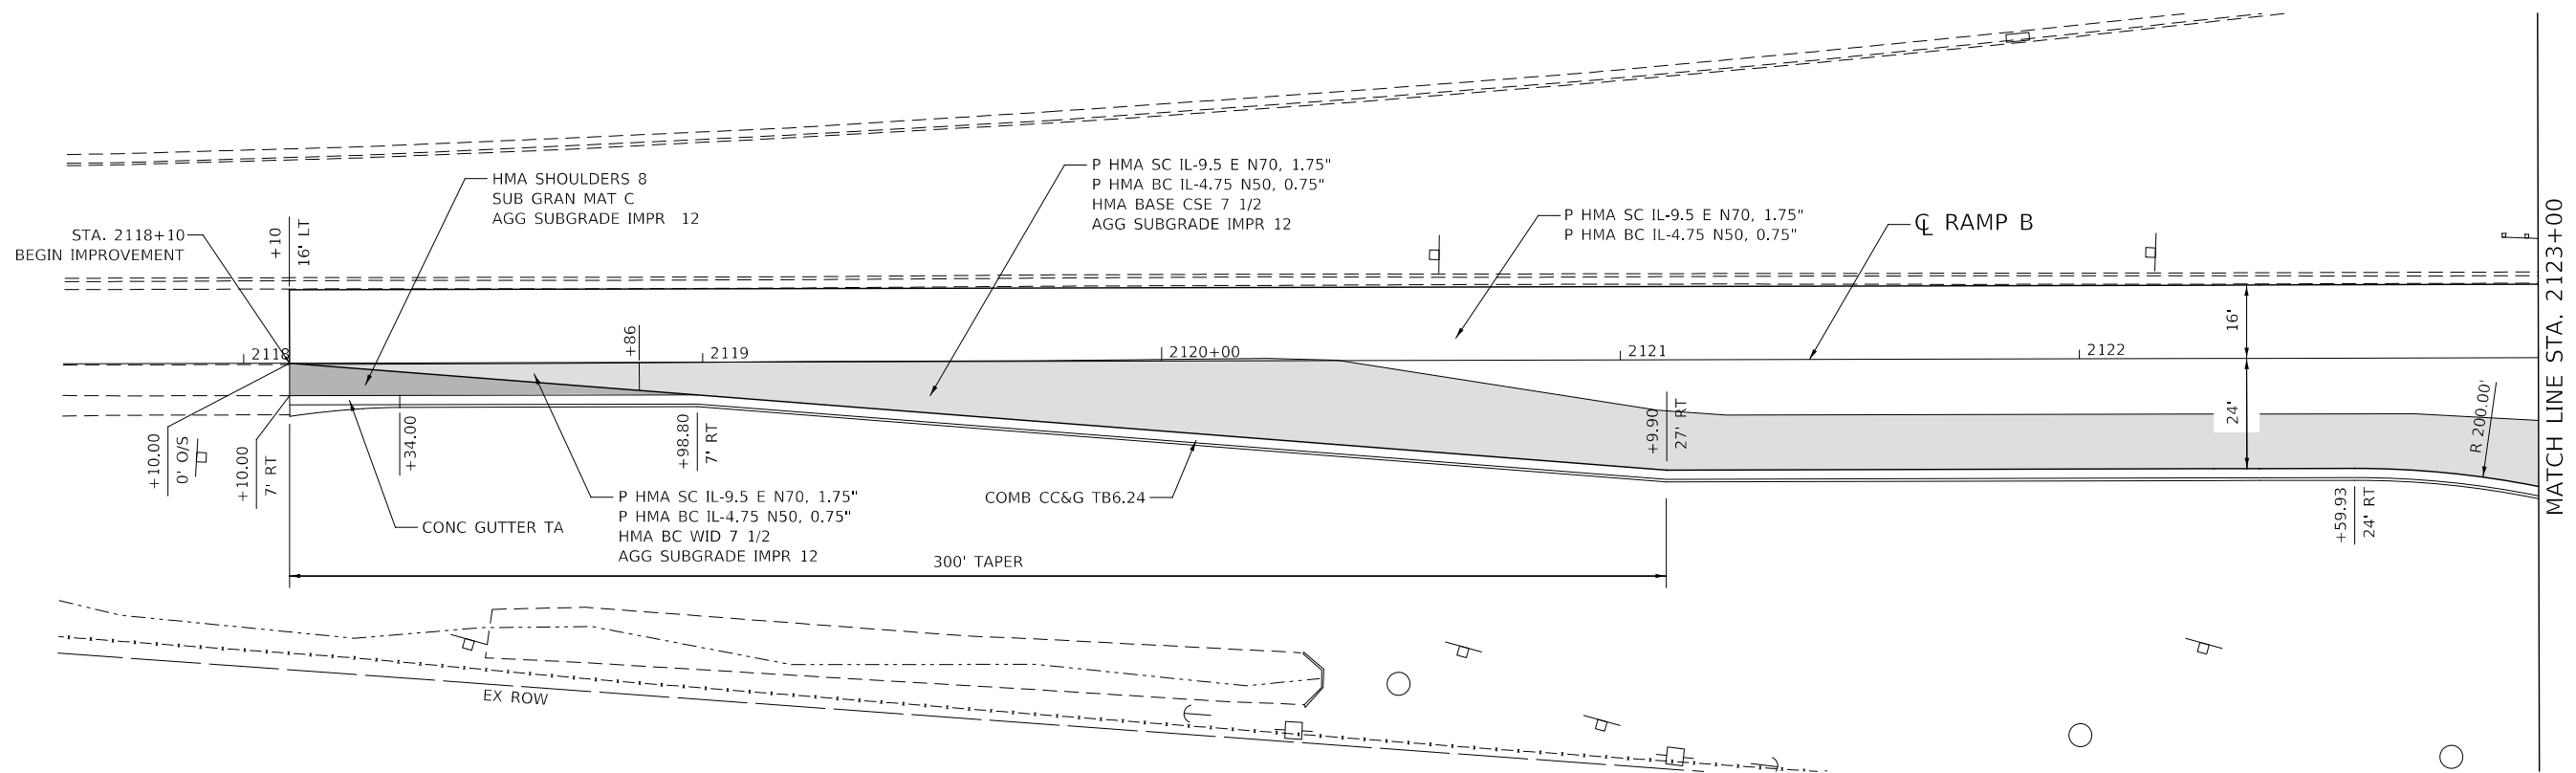 HMA SHOULDERS 8
SUB GRAN MAT C
AGG SUBGRADE IMPR 12
P HMA SC IL-9.5 E N70, 1.75"
P HMA BC IL-4.75 N50, 0.75"
HMA BASE CSE 7 1/2
AGG SUBGRADE IMPR 12
P HMA SC IL-9.5 E N70, 1.75"
P HMA BC IL-4.75 N50, 0.75"
℄ RAMP B
STA. 2118+10
BEGIN IMPROVEMENT
+10
16' LT
MATCH LINE STA. 2123+00
16'
2118
+86
2119
2120+00
2121
2122
24'
R 200.00'
+10.00
0' O/S
+10.00
7' RT
+34.00
+98.80
7' RT
+9.90
27' RT
+59.93
24' RT
CONC GUTTER TA
P HMA SC IL-9.5 E N70, 1.75"
P HMA BC IL-4.75 N50, 0.75"
HMA BC WID 7 1/2
AGG SUBGRADE IMPR 12
COMB CC&G TB6.24
300' TAPER
EX ROW